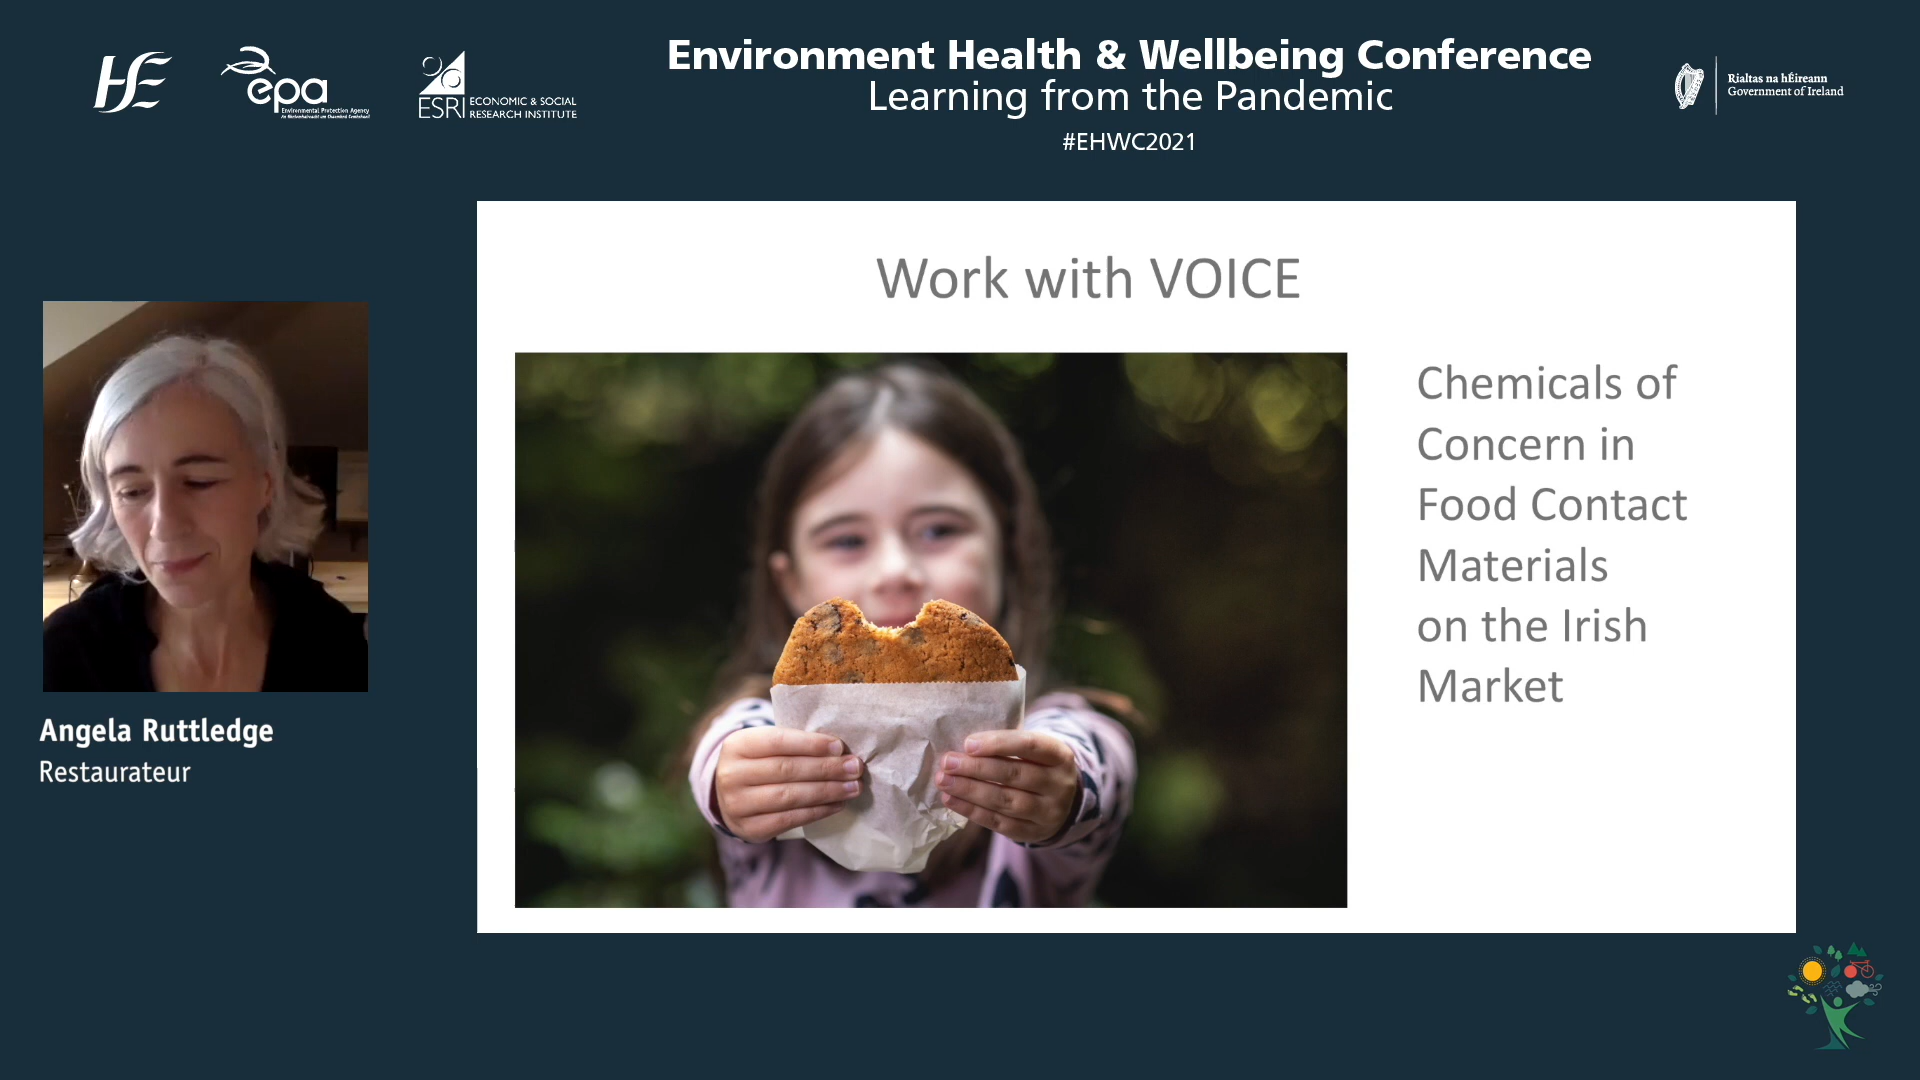 HSE
epa
Environmental Protection Agency
ESRI
ECONOMIC & SOCIAL
RESEARCH INSTITUTE
Environment Health & Wellbeing Conference
Learning from the Pandemic
#EHWC2021
Rialtas na hÉireann
Government of Ireland
Work with VOICE
Chemicals of
Concern in
Food Contact
Materials
on the Irish
Market
Angela Ruttledge
Restaurateur